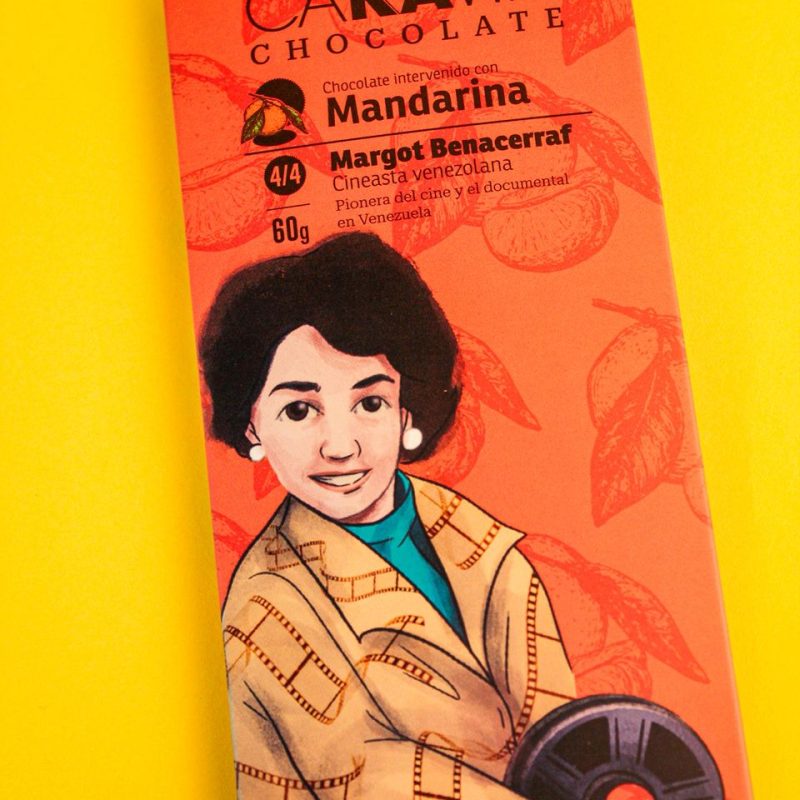 CHOCOLATE
Chocolate intervenido con
Mandarina
4/4
Margot Benacerraf
Cineasta venezolana
Pionera del cine y el documental
en Venezuela
60g